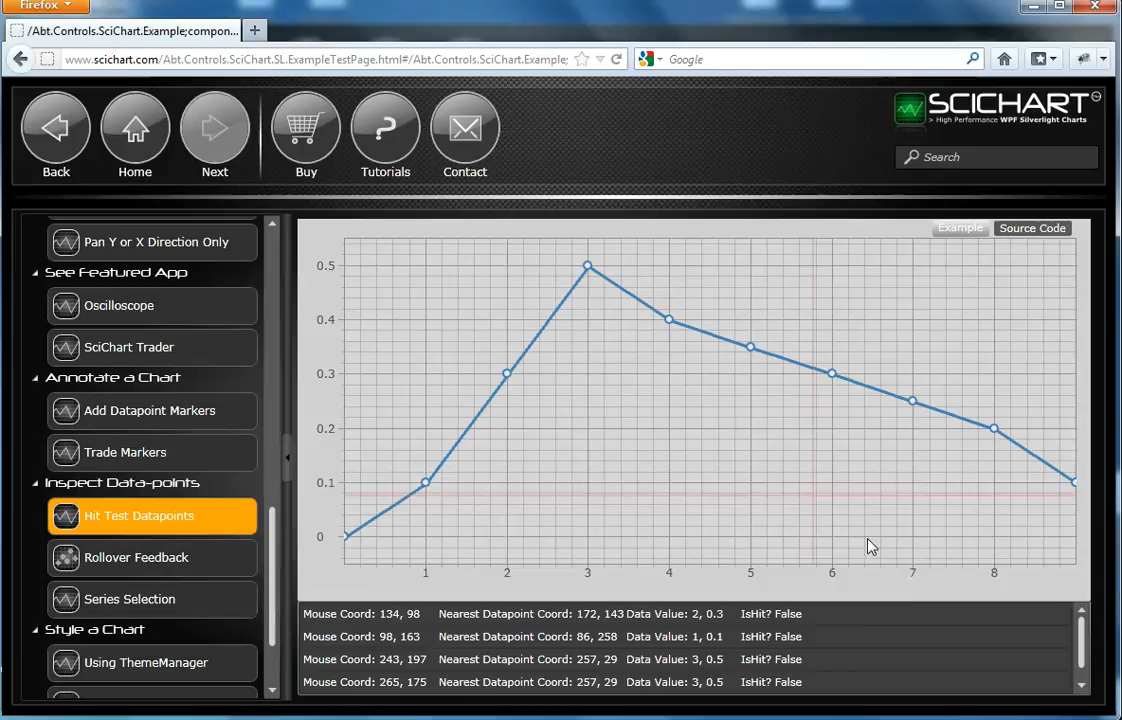 Firefox
/Abt.Controls.SciChart.Example;compon...
www.scichart.com/Abt.Controls.SciChart.SL.ExampleTestPage.html#/Abt.Controls.SciChart.Example;
Google
Back
Home
Next
Buy
Tutorials
Contact
SCICHART
> High Performance WPF Silverlight Charts
Search
Pan Y or X Direction Only
See Featured App
Oscilloscope
SciChart Trader
Annotate a Chart
Add Datapoint Markers
Trade Markers
Inspect Data-points
Hit Test Datapoints
Rollover Feedback
Series Selection
Style a Chart
Using ThemeManager
Example
Source Code
0.5
0.4
0.3
0.2
0.1
0
1 2 3 4 5 6 7 8
Mouse Coord: 134, 98 Nearest Datapoint Coord: 172, 143 Data Value: 2, 0.3 IsHit? False
Mouse Coord: 98, 163 Nearest Datapoint Coord: 86, 258 Data Value: 1, 0.1 IsHit? False
Mouse Coord: 243, 197 Nearest Datapoint Coord: 257, 29 Data Value: 3, 0.5 IsHit? False
Mouse Coord: 265, 175 Nearest Datapoint Coord: 257, 29 Data Value: 3, 0.5 IsHit? False